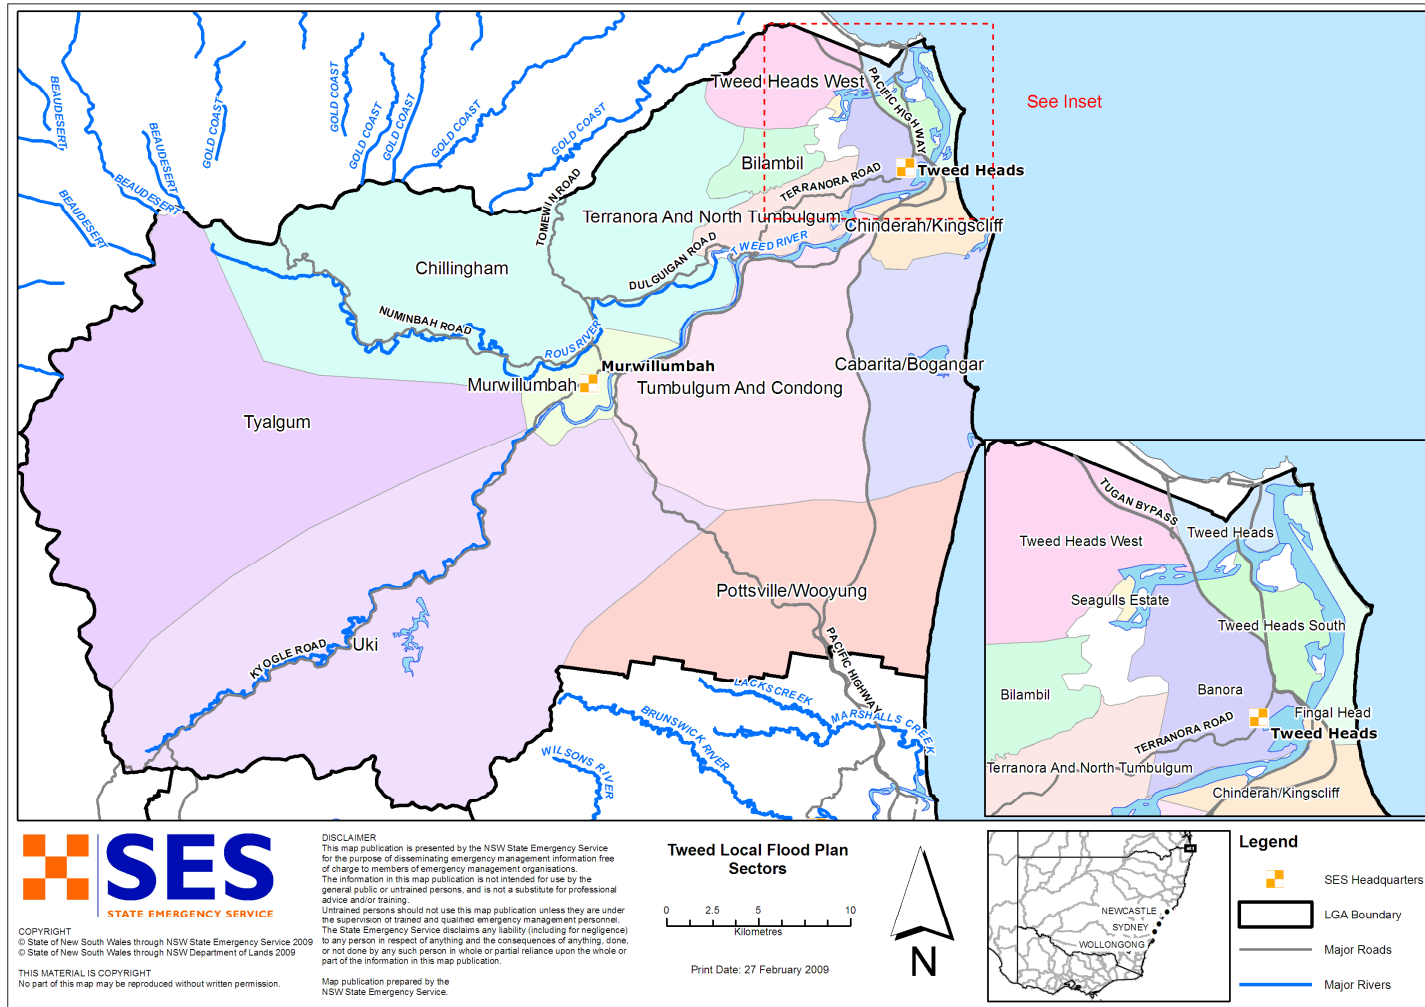 BEAUDESERT
BEAUDESERT
BEAUDESERT
BEAUDESERT
GOLD COAST
GOLD COAST
GOLD COAST
GOLD COAST
GOLD COAST
GOLD COAST
Tweed Heads West
PACIFIC HIGHWAY
See Inset
Bilambil
TERRANORA ROAD
Tweed Heads
TOMEWIN ROAD
Terranora And North Tumbulgum
Chinderah/Kingscliff
TWEED RIVER
DULGUIGAN ROAD
Chillingham
NUMINBAH ROAD
ROUS RIVER
Murwillumbah
Murwillumbah
Tumbulgum And Condong
Cabarita/Bogangar
Tyalgum
Pottsville/Wooyung
Uki
KYOGLE ROAD
PACIFIC HIGHWAY
LACKS CREEK
MARSHALLS CREEK
BRUNSWICK RIVER
WILSONS RIVER
TUGAN BYPASS
Tweed Heads
Tweed Heads West
Seagulls Estate
Tweed Heads South
Bilambil
Banora
Fingal Head
TERRANORA ROAD
Tweed Heads
Terranora And North Tumbulgum
Chinderah/Kingscliff
SES
STATE EMERGENCY SERVICE
COPYRIGHT
© State of New South Wales through NSW State Emergency Service 2009
© State of New South Wales through NSW Department of Lands 2009
THIS MATERIAL IS COPYRIGHT
No part of this map may be reproduced without written permission.
DISCLAIMER
This map publication is presented by the NSW State Emergency Service
for the purpose of disseminating emergency management information free
of charge to members of emergency management organisations.
The information in this map publication is not intended for use by the
general public or untrained persons, and is not a substitute for professional
advice and/or training.
Untrained persons should not use this map publication unless they are under
the supervision of trained and qualified emergency management personnel.
The State Emergency Service disclaims any liability (including for negligence)
to any person in respect of anything and the consequences of anything, done,
or not done by any such person in whole or partial reliance upon the whole or
part of the information in this map publication.
Map publication prepared by the
NSW State Emergency Service.
Tweed Local Flood Plan
Sectors
0 2.5 5 10
Kilometres
Print Date: 27 February 2009
N
NEWCASTLE
SYDNEY
WOLLONGONG
Legend
SES Headquarters
LGA Boundary
Major Roads
Major Rivers